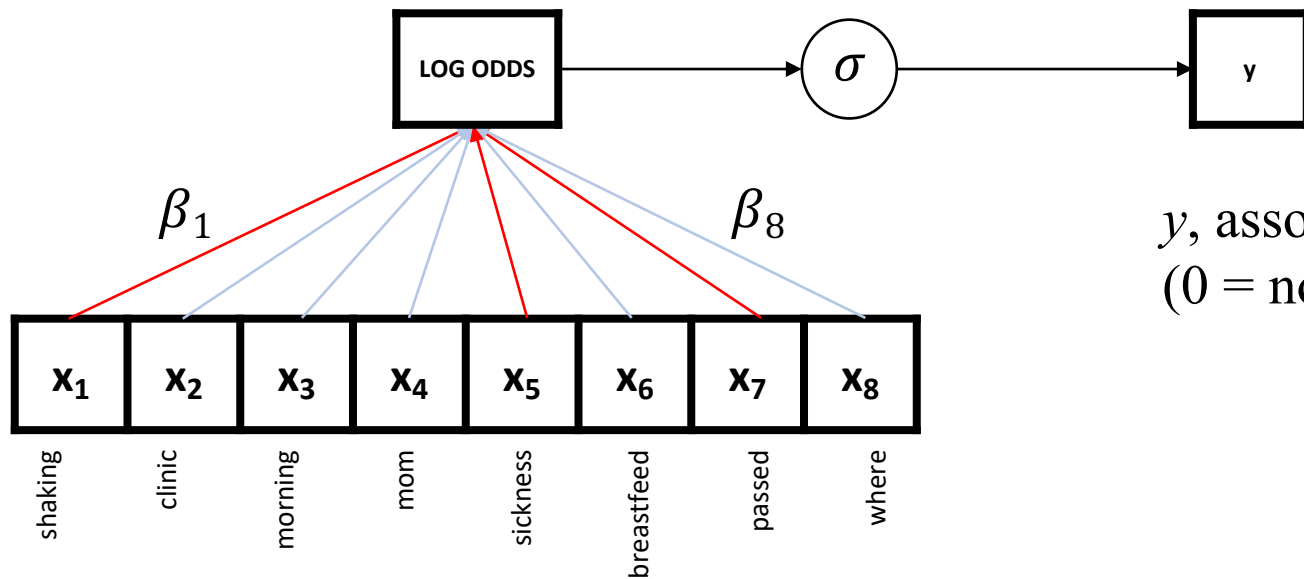 LOG ODDS
σ
y
β₁
β₈
y, asso
(0 = no
x₁ x₂ x₃ x₄ x₅ x₆ x₇ x₈
shaking
clinic
morning
mom
sickness
breastfeed
passed
where